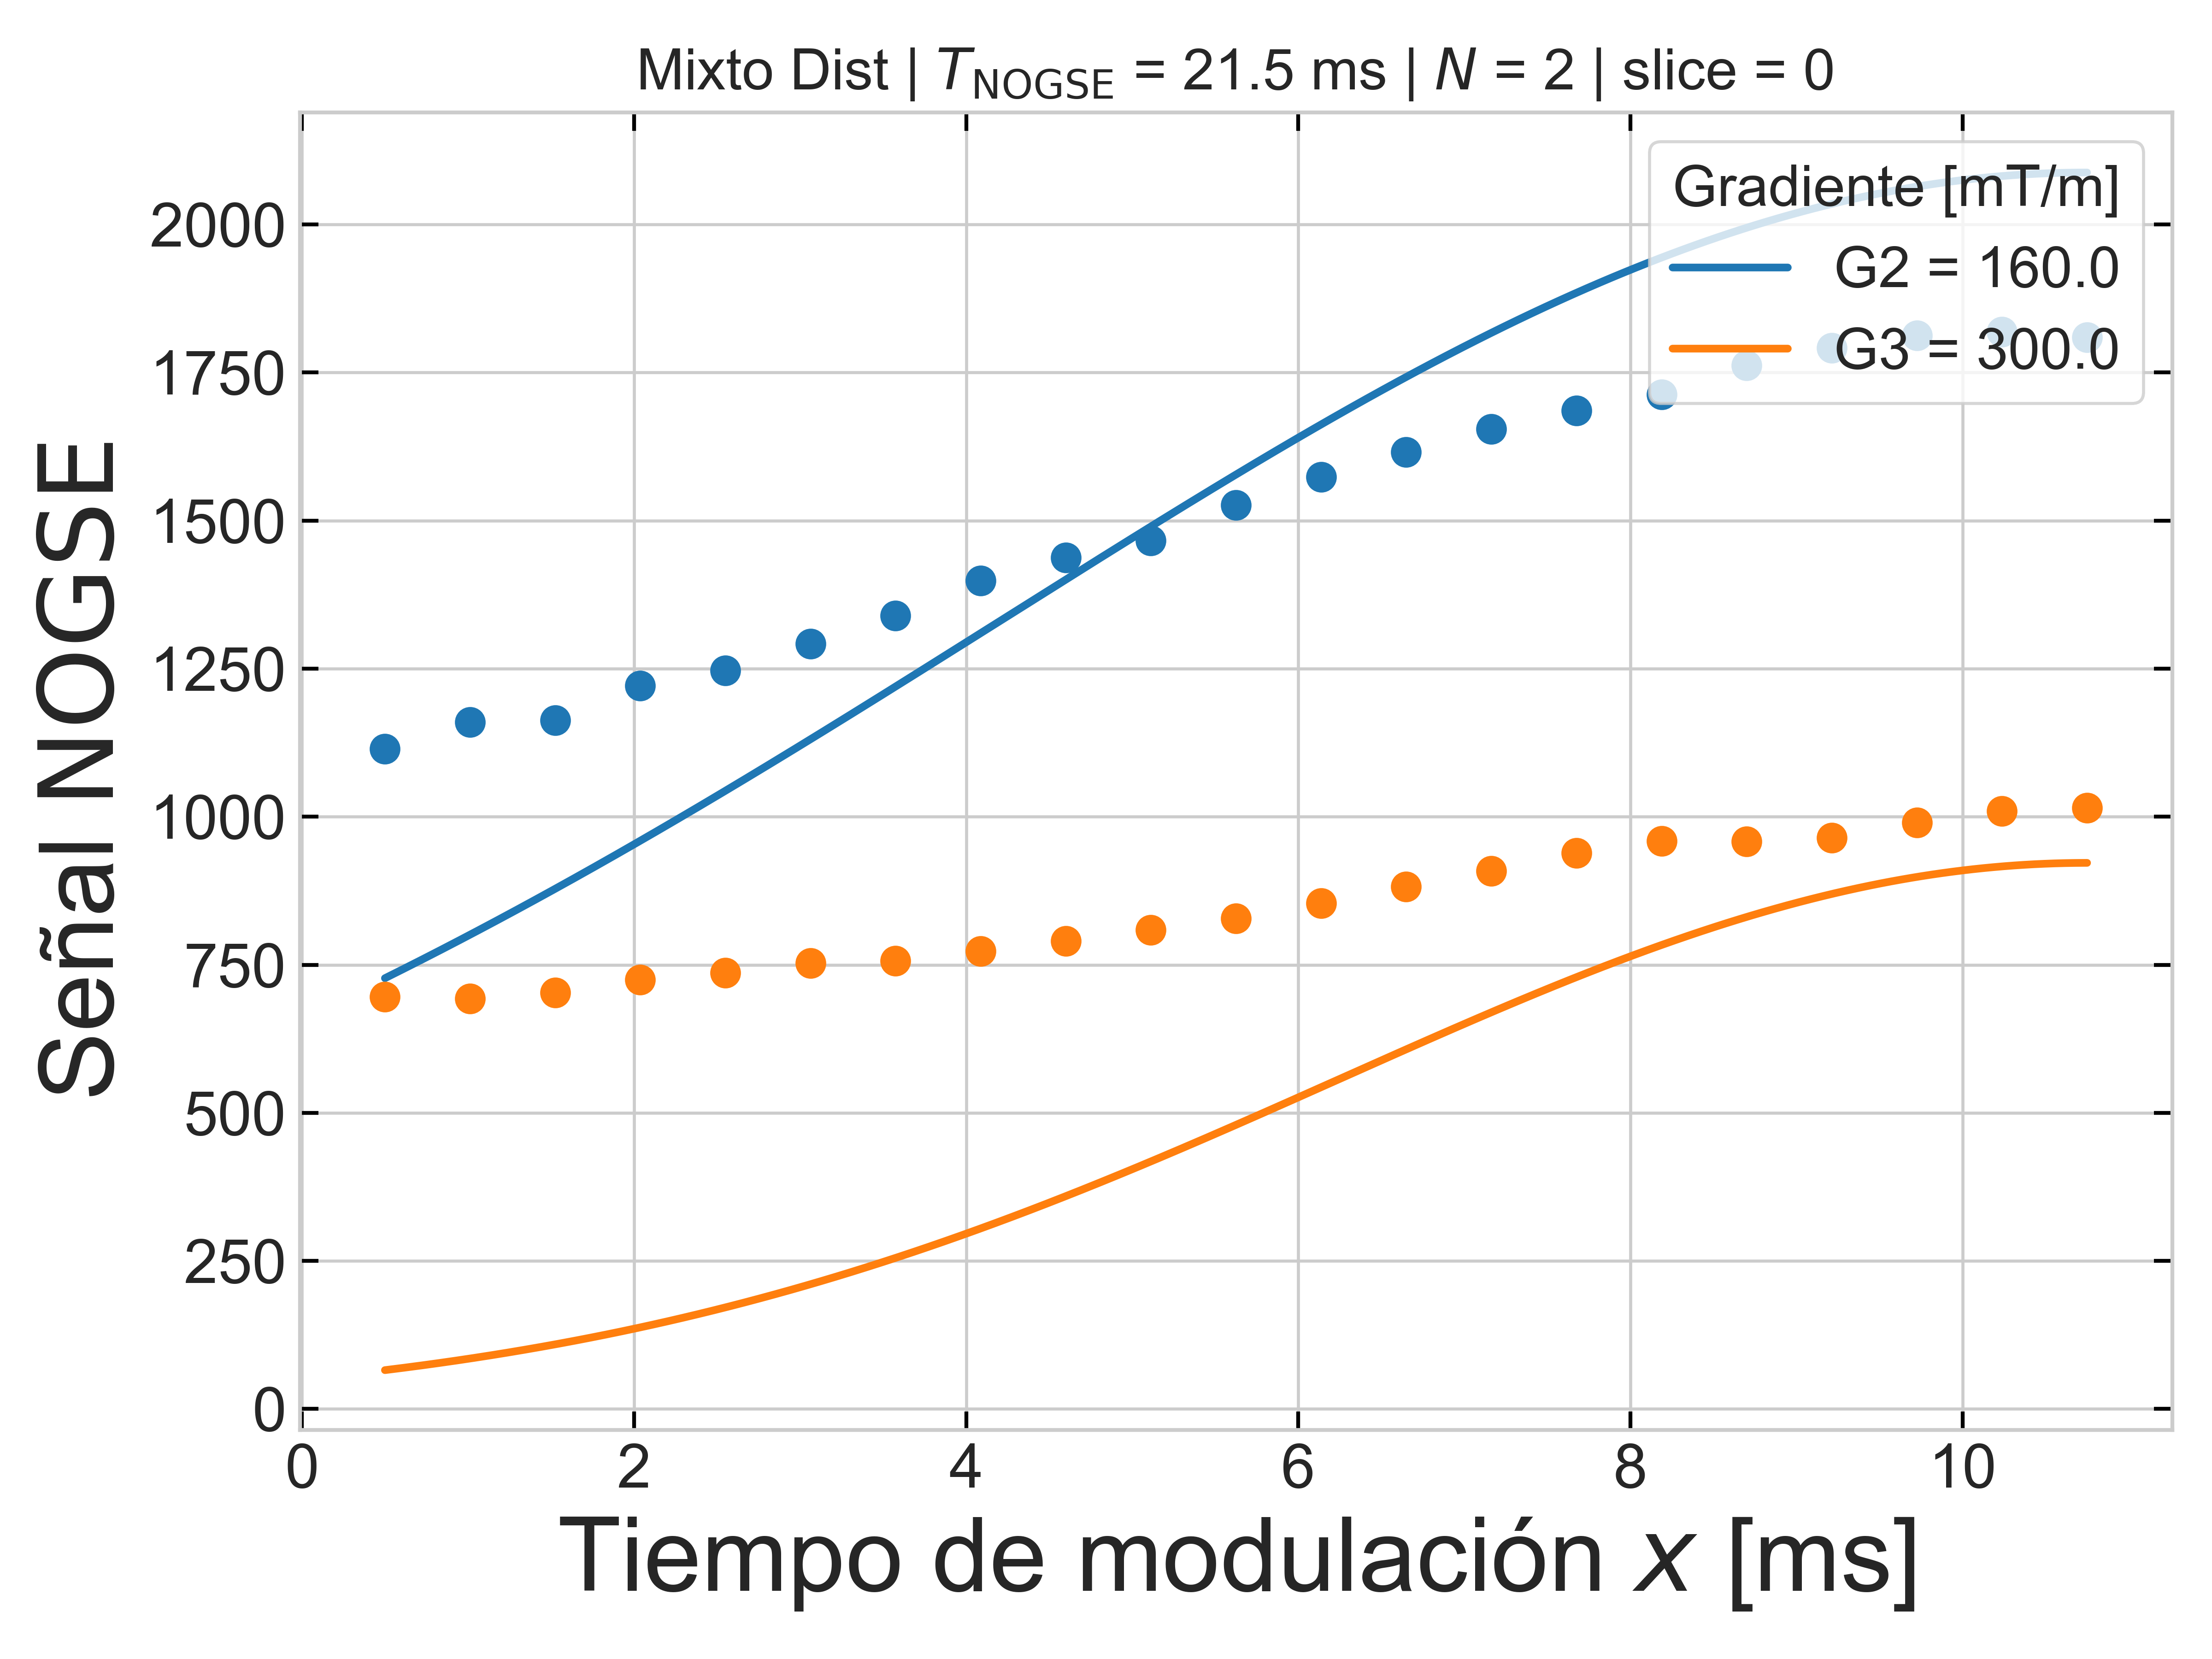 Mixto Dist | T_NOGSE = 21.5 ms | N = 2 | slice = 0
Gradiente [mT/m]
G2 = 160.0
G3 = 300.0
Señal NOGSE
2000
1750
1500
1250
1000
750
500
250
0
0 2 4 6 8 10
Tiempo de modulación x [ms]